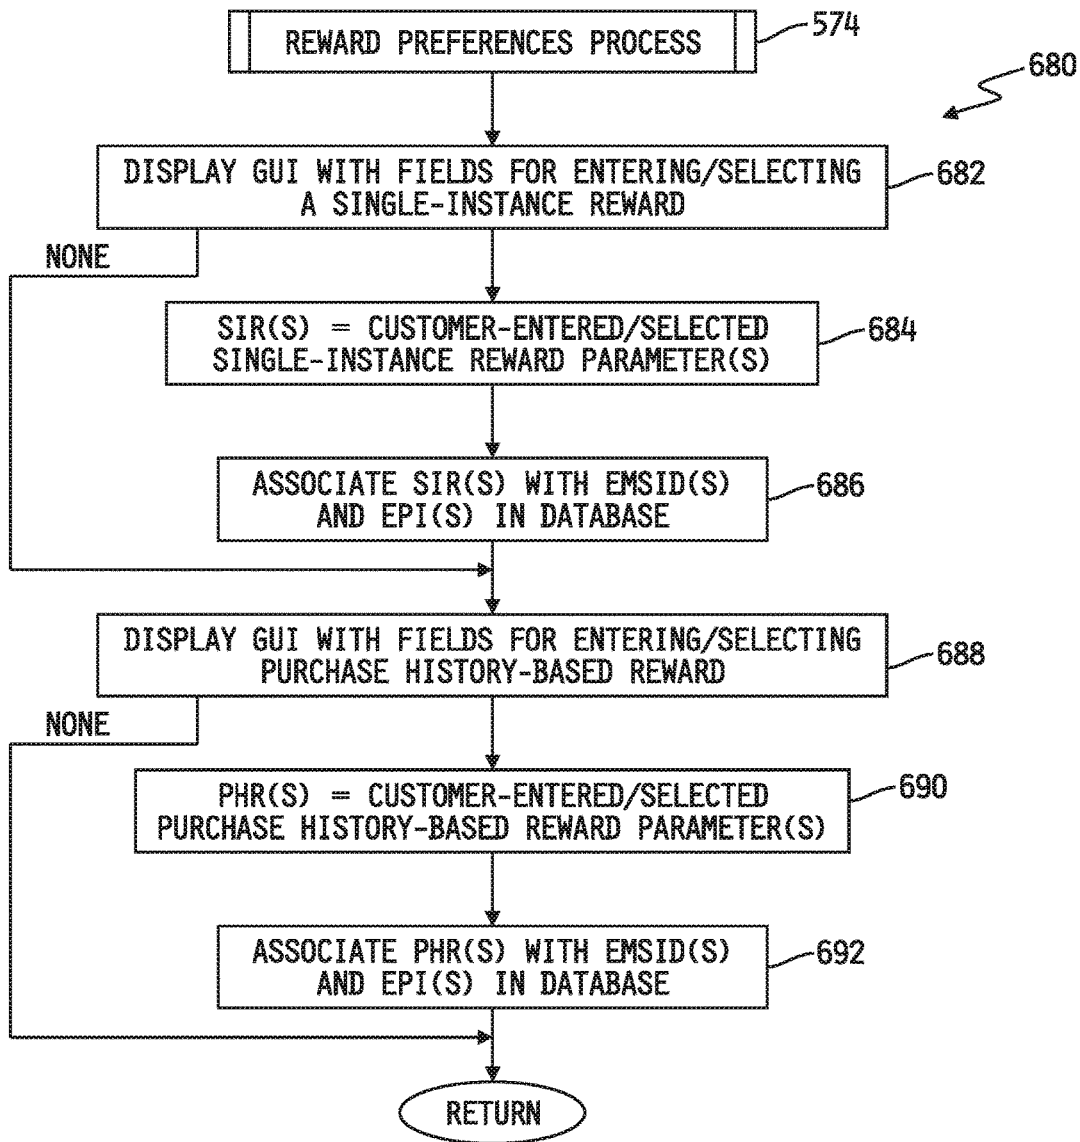 REWARD PREFERENCES PROCESS
574
680
DISPLAY GUI WITH FIELDS FOR ENTERING/SELECTING
A SINGLE-INSTANCE REWARD
682
NONE
SIR(S) = CUSTOMER-ENTERED/SELECTED
SINGLE-INSTANCE REWARD PARAMETER(S)
684
ASSOCIATE SIR(S) WITH EMSID(S)
AND EPI(S) IN DATABASE
686
DISPLAY GUI WITH FIELDS FOR ENTERING/SELECTING
PURCHASE HISTORY-BASED REWARD
688
NONE
PHR(S) = CUSTOMER-ENTERED/SELECTED
PURCHASE HISTORY-BASED REWARD PARAMETER(S)
690
ASSOCIATE PHR(S) WITH EMSID(S)
AND EPI(S) IN DATABASE
692
RETURN